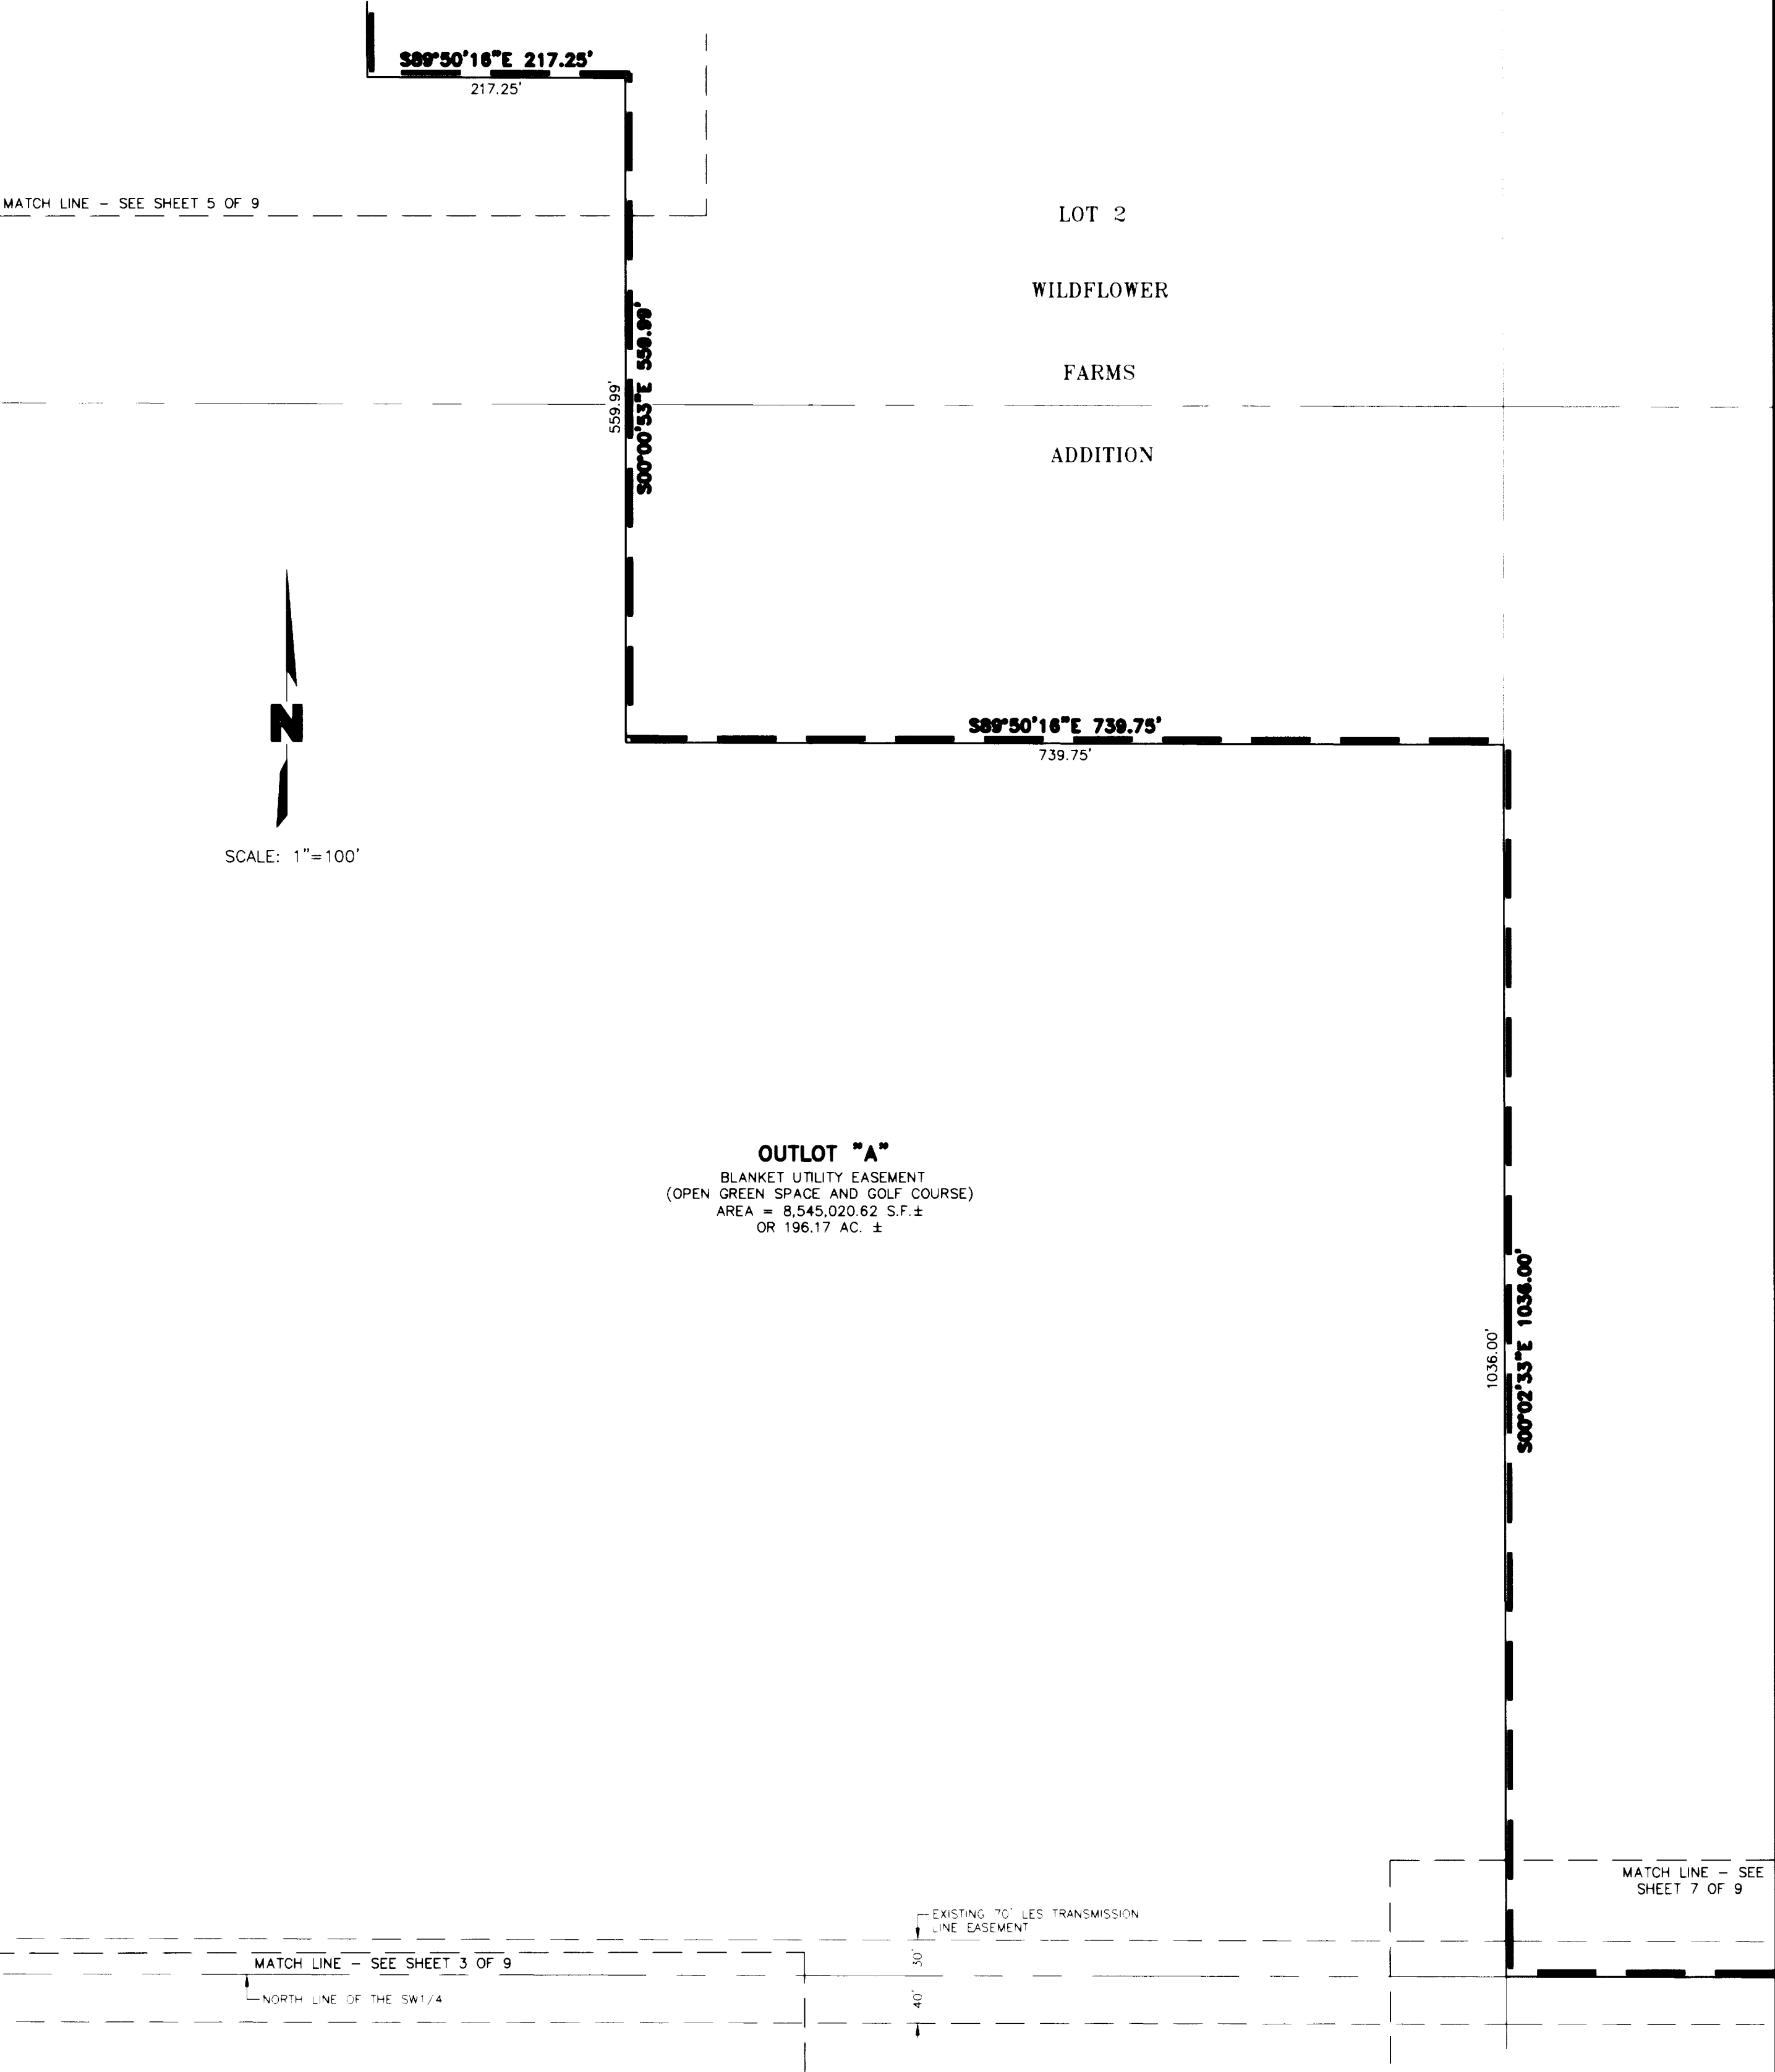 S89°50'16"E 217.25'
217.25'
MATCH LINE - SEE SHEET 5 OF 9
LOT 2
WILDFLOWER
FARMS
ADDITION
559.99'
S00°00'53"E 559.99'
N
SCALE: 1"=100'
S89°50'16"E 739.75'
739.75'
OUTLOT "A"
BLANKET UTILITY EASEMENT
(OPEN GREEN SPACE AND GOLF COURSE)
AREA = 8,545,020.62 S.F.±
OR 196.17 AC. ±
1036.00'
S00°02'33"E 1036.00'
MATCH LINE - SEE
SHEET 7 OF 9
EXISTING 70' LES TRANSMISSION
LINE EASEMENT
30'
MATCH LINE - SEE SHEET 3 OF 9
NORTH LINE OF THE SW1/4
40'